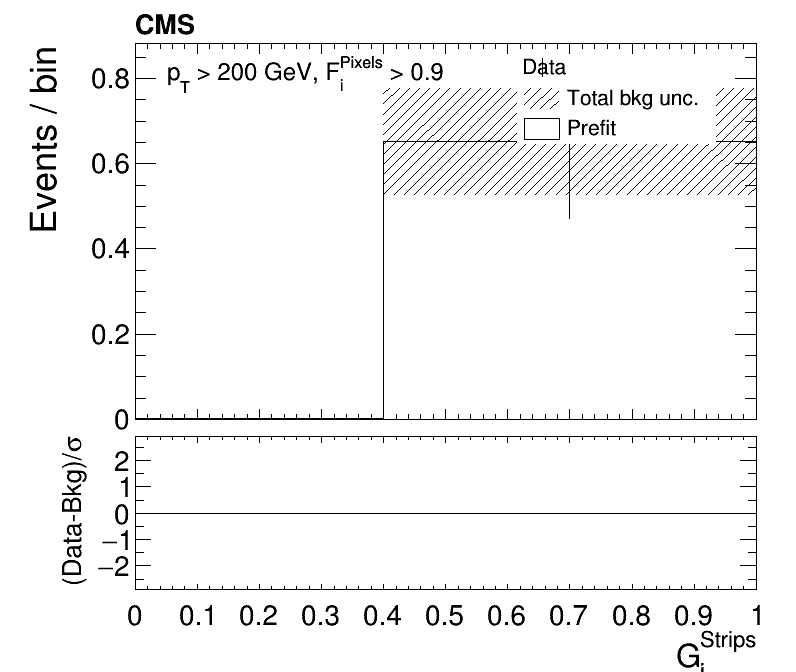 CMS
Events / bin
p_T > 200 GeV, F_i^Pixels > 0.9
Data
Total bkg unc.
Prefit
0.8
0.6
0.4
0.2
0
(Data-Bkg)/σ
2
1
0
−1
−2
0 0.1 0.2 0.3 0.4 0.5 0.6 0.7 0.8 0.9 1
G_i^Strips